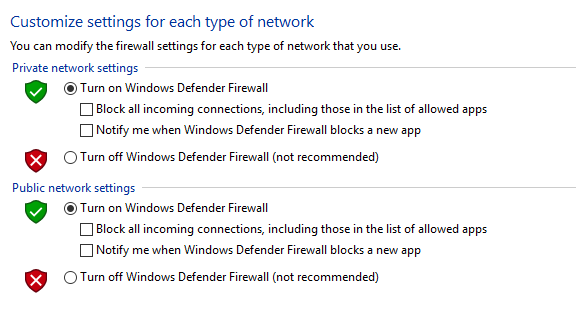 Customize settings for each type of network
You can modify the firewall settings for each type of network that you use.
Private network settings
Turn on Windows Defender Firewall
Block all incoming connections, including those in the list of allowed apps
Notify me when Windows Defender Firewall blocks a new app
Turn off Windows Defender Firewall (not recommended)
Public network settings
Turn on Windows Defender Firewall
Block all incoming connections, including those in the list of allowed apps
Notify me when Windows Defender Firewall blocks a new app
Turn off Windows Defender Firewall (not recommended)